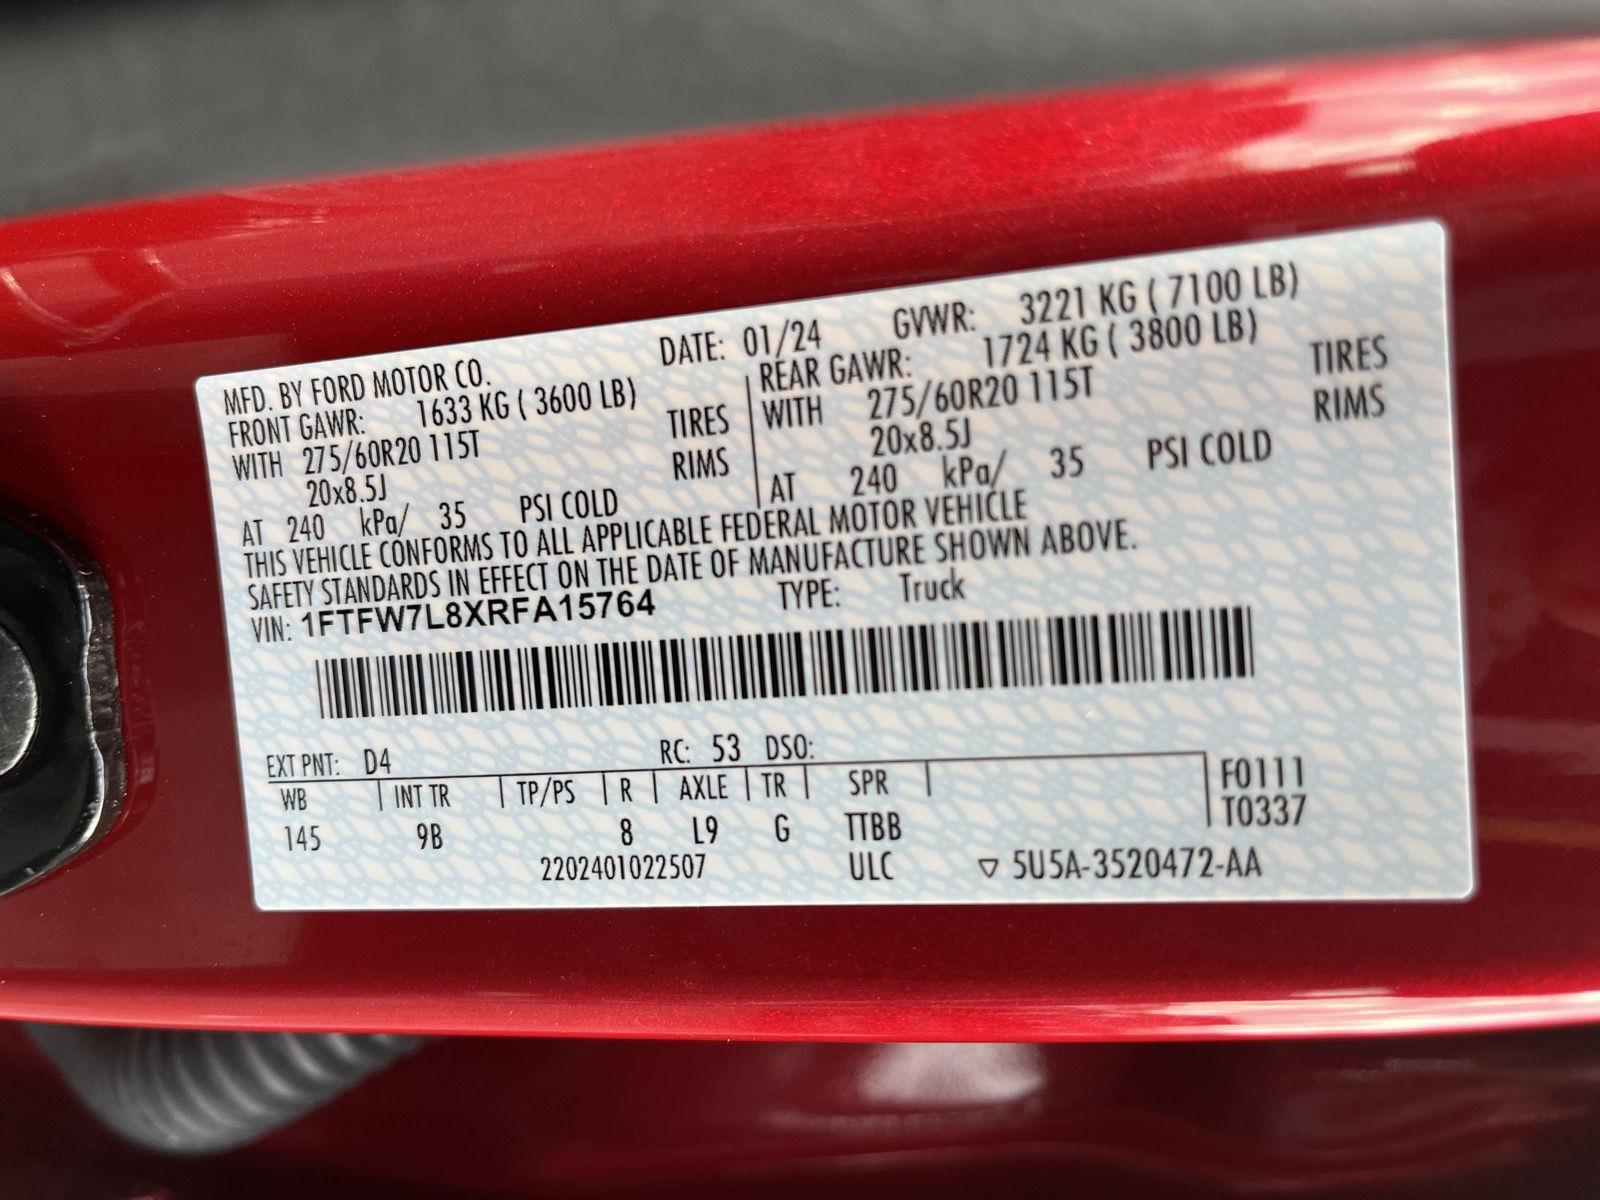 MFD. BY FORD MOTOR CO. DATE: 01/24 GVWR: 3221 KG ( 7100 LB)
FRONT GAWR: 1633 KG ( 3600 LB)
WITH 275/60R20 115T TIRES
20x8.5J RIMS
AT 240 kPa/ 35 PSI COLD
REAR GAWR: 1724 KG ( 3800 LB)
WITH 275/60R20 115T TIRES
20x8.5J RIMS
AT 240 kPa/ 35 PSI COLD
THIS VEHICLE CONFORMS TO ALL APPLICABLE FEDERAL MOTOR VEHICLE
SAFETY STANDARDS IN EFFECT ON THE DATE OF MANUFACTURE SHOWN ABOVE.
VIN: 1FTFW7L8XRFA15764 TYPE: Truck
EXT PNT: D4 RC: 53 DSO:
WB INT TR TP/PS R AXLE TR SPR F0111
145 9B 8 L9 G TTBB T0337
2202401022507 ULC ▽ 5U5A-3520472-AA